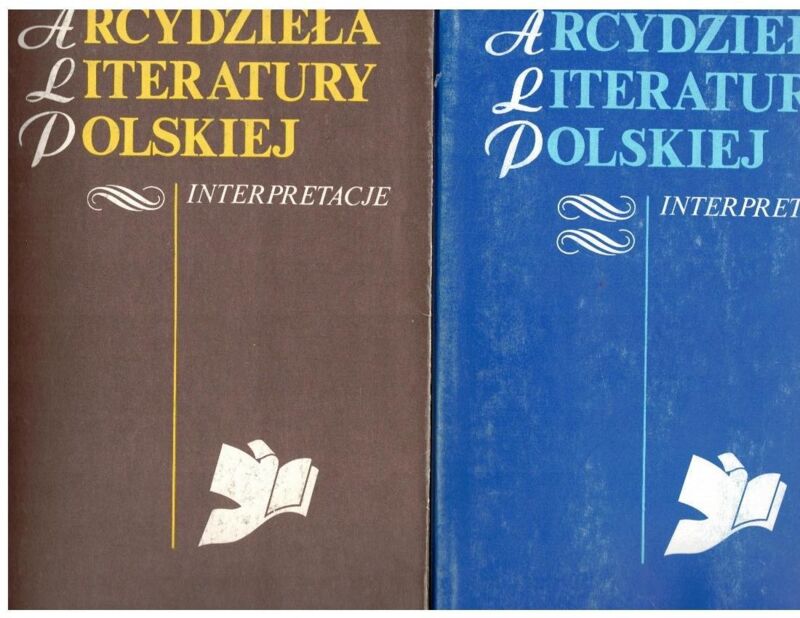 ARCYDZIEŁA
LITERATURY
POLSKIEJ
INTERPRETACJE
ARCYDZIEŁ
LITERATUR
POLSKIEJ
INTERPRET